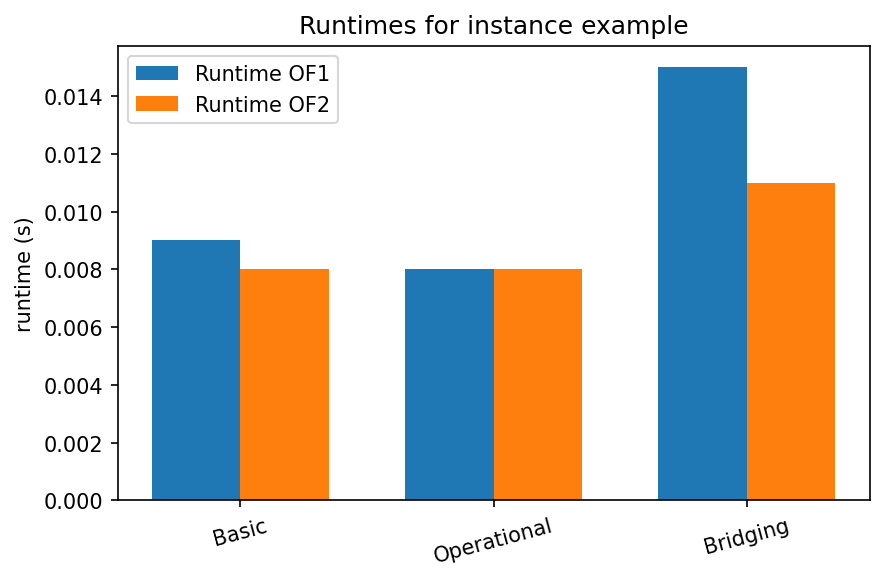 Runtimes for instance example
Runtime OF1
Runtime OF2
runtime (s)
0.014
0.012
0.010
0.008
0.006
0.004
0.002
0.000
Basic
Operational
Bridging